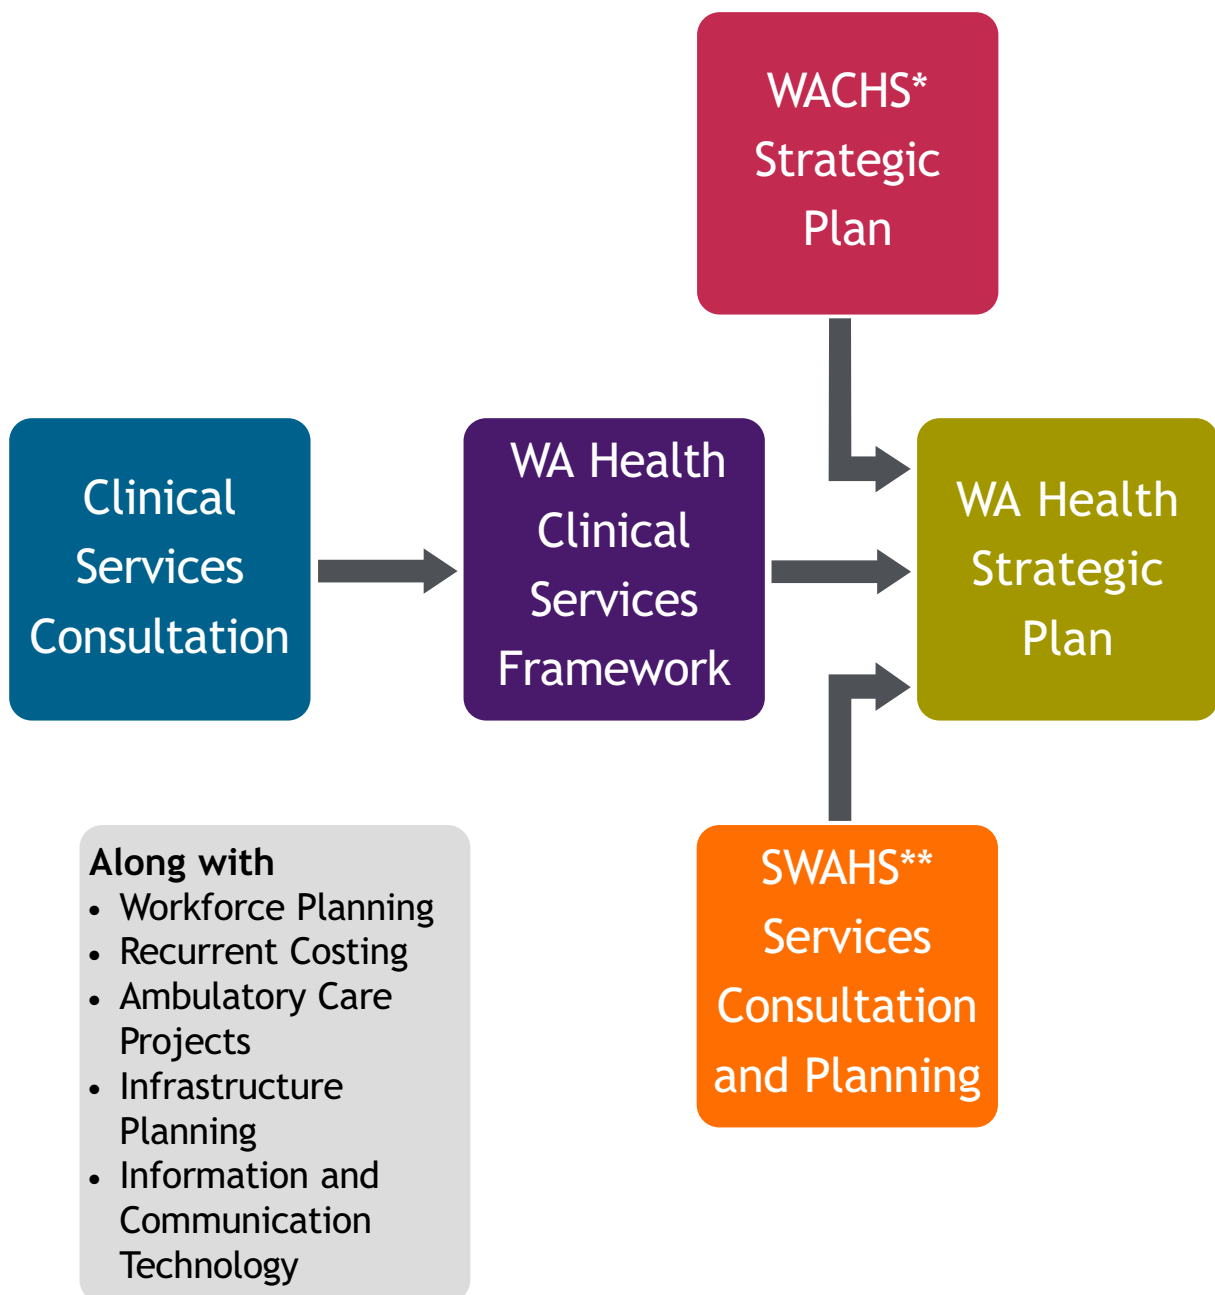 WACHS*
Strategic
Plan
Clinical
Services
Consultation
WA Health
Clinical
Services
Framework
WA Health
Strategic
Plan
Along with
• Workforce Planning
• Recurrent Costing
• Ambulatory Care
Projects
• Infrastructure
Planning
• Information and
Communication
Technology
SWAHS**
Services
Consultation
and Planning